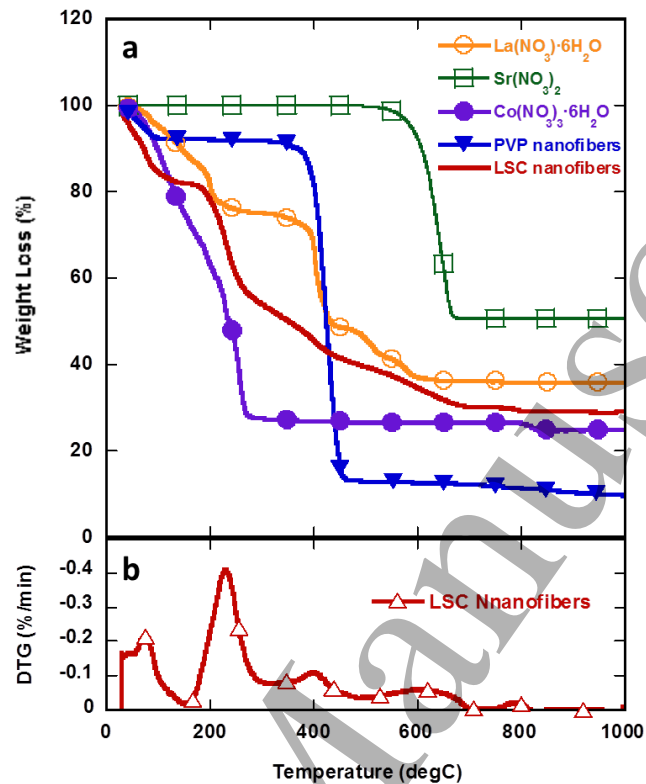 a
120
100
80
60
40
20
0
Weight Loss (%)
La(NO₃)·6H₂O
Sr(NO₃)₂
Co(NO₃)₃·6H₂O
PVP nanofibers
LSC nanofibers
b
-0.4
-0.3
-0.2
-0.1
0
DTG (%/min)
LSC Nnanofibers
0 200 400 600 800 1000
Temperature (degC)
Manus